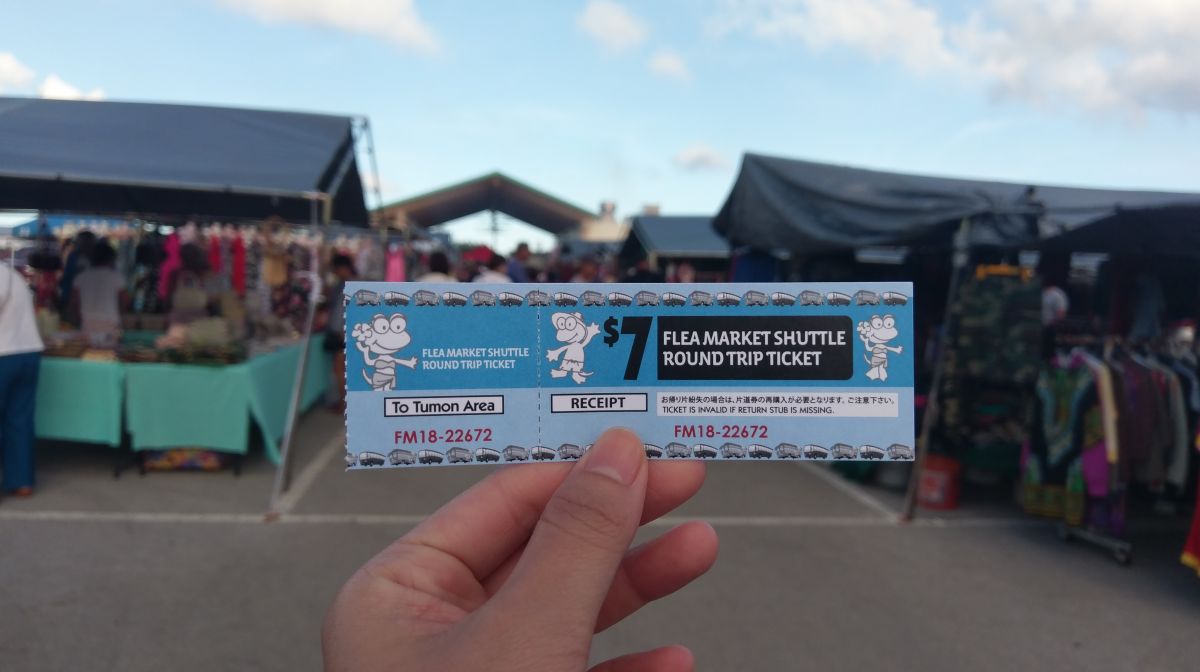 FLEA MARKET SHUTTLE
ROUND TRIP TICKET
To Tumon Area
FM18-22672
$7
FLEA MARKET SHUTTLE
ROUND TRIP TICKET
RECEIPT
お帰り片紛失の場合は、片道券の再購入が必要となります。ご注意下さい。
TICKET IS INVALID IF RETURN STUB IS MISSING.
FM18-22672